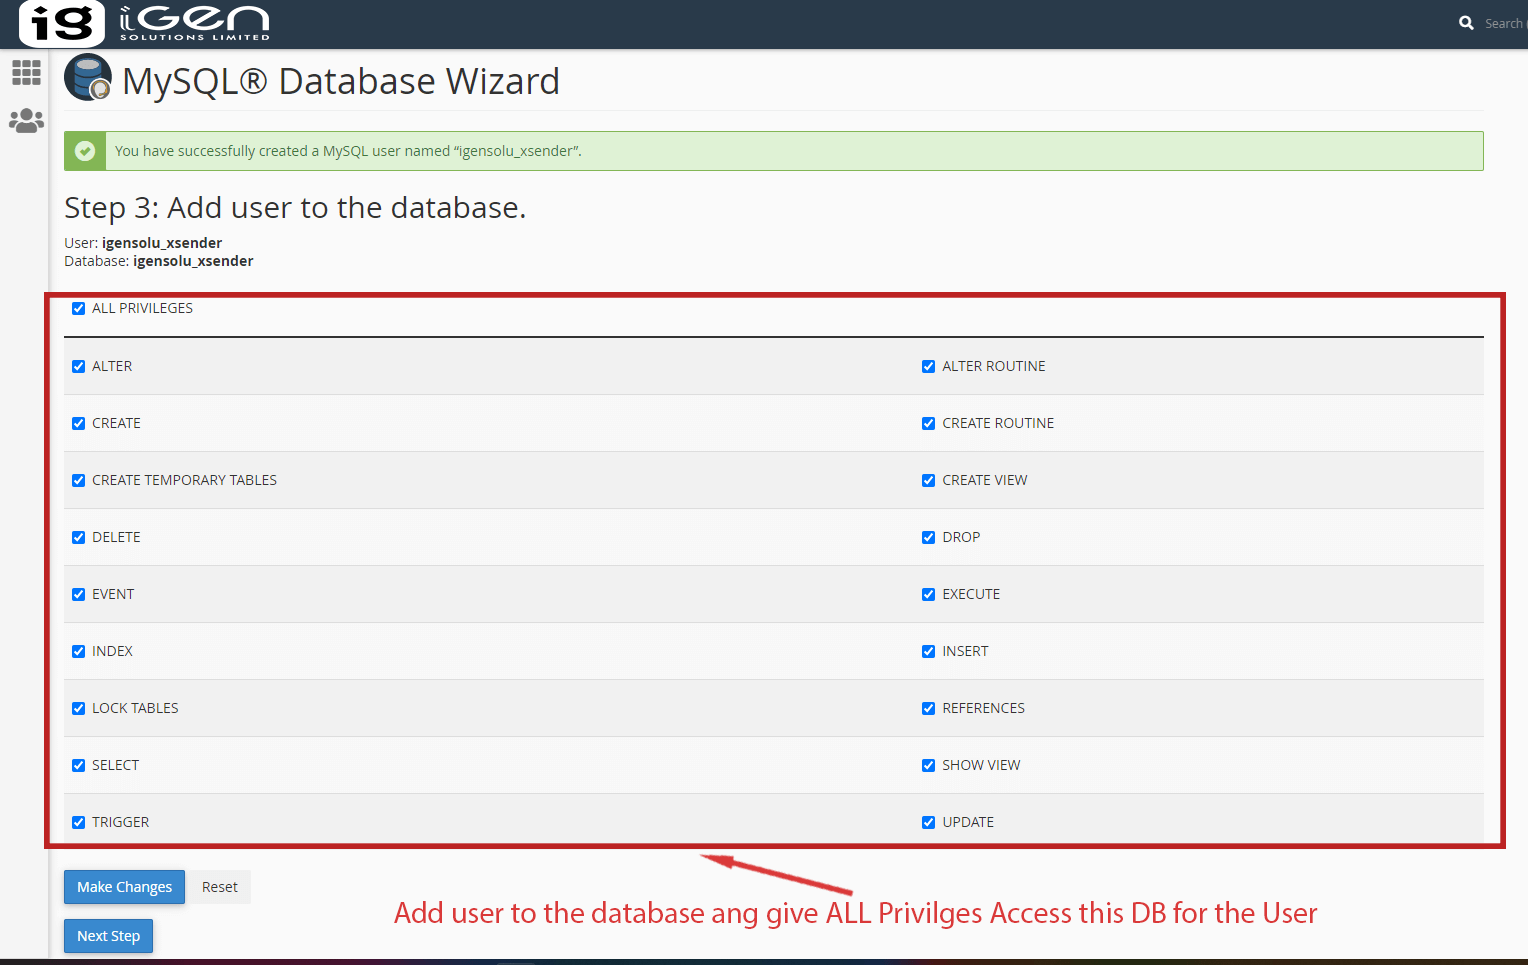 ig iGen
SOLUTIONS LIMITED
Search
MySQL® Database Wizard
You have successfully created a MySQL user named “igensolu_xsender”.
Step 3: Add user to the database.
User: igensolu_xsender
Database: igensolu_xsender
ALL PRIVILEGES
ALTER
ALTER ROUTINE
CREATE
CREATE ROUTINE
CREATE TEMPORARY TABLES
CREATE VIEW
DELETE
DROP
EVENT
EXECUTE
INDEX
INSERT
LOCK TABLES
REFERENCES
SELECT
SHOW VIEW
TRIGGER
UPDATE
Make Changes
Reset
Add user to the database ang give ALL Privilges Access this DB for the User
Next Step